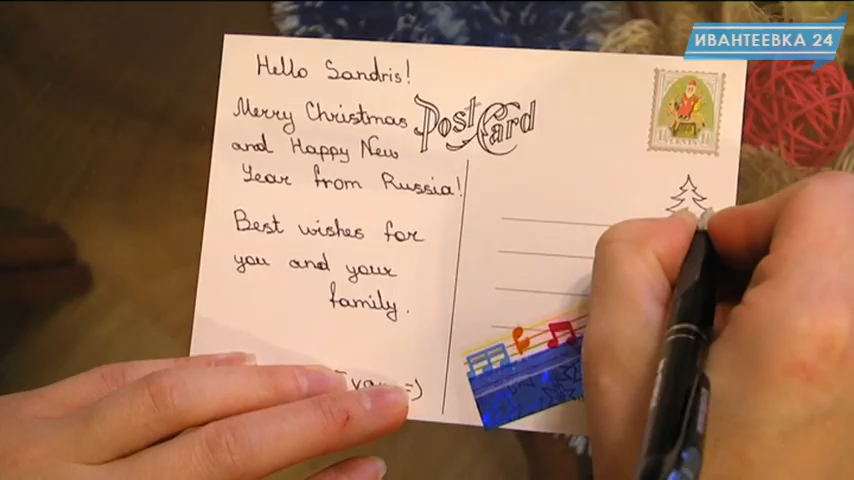 ИВАНТЕЕВКА 24
Hello Sandris!
Merry Christmas
and Happy New
Year from Russia!
Best wishes for
you and your
family.
=)
Post Card